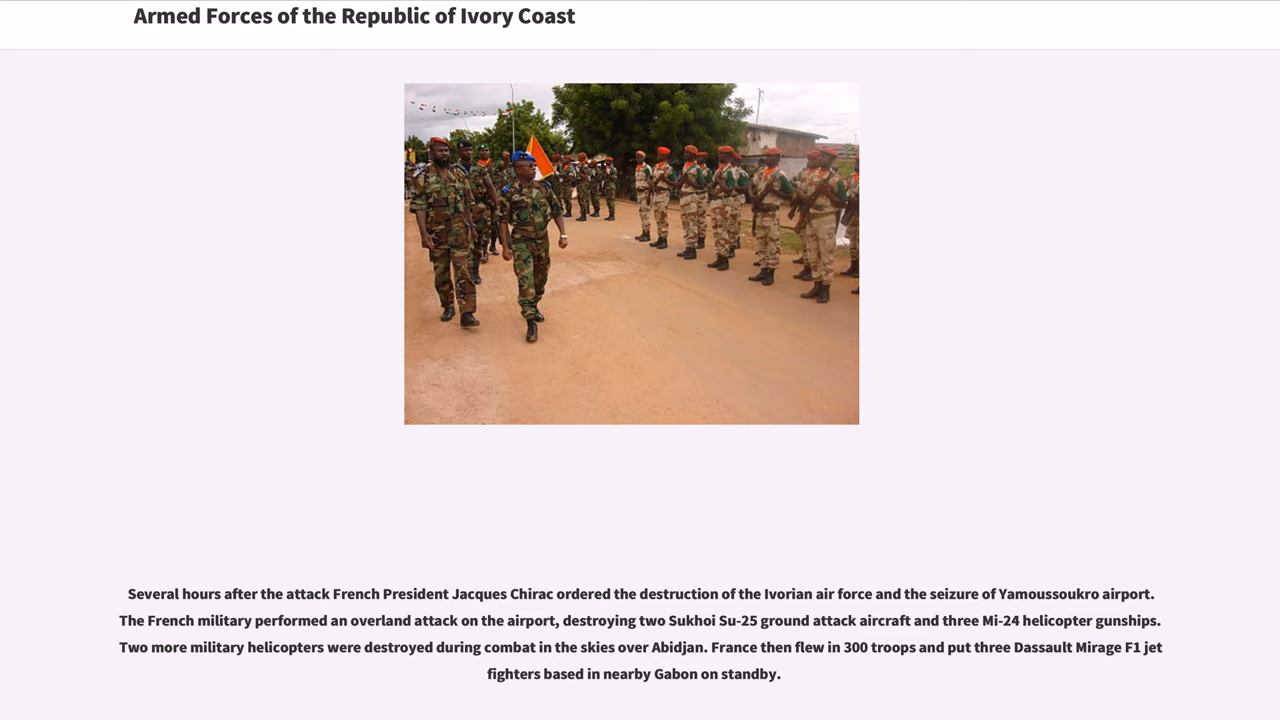 Armed Forces of the Republic of Ivory Coast
Several hours after the attack French President Jacques Chirac ordered the destruction of the Ivorian air force and the seizure of Yamoussoukro airport.
The French military performed an overland attack on the airport, destroying two Sukhoi Su-25 ground attack aircraft and three Mi-24 helicopter gunships.
Two more military helicopters were destroyed during combat in the skies over Abidjan. France then flew in 300 troops and put three Dassault Mirage F1 jet
fighters based in nearby Gabon on standby.